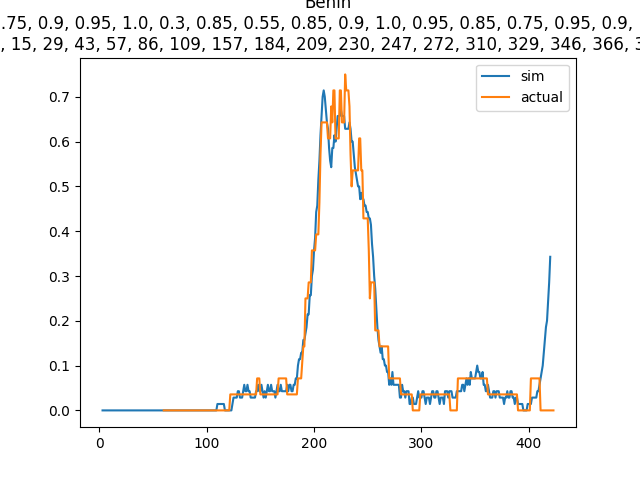 Benin
.75, 0.9, 0.95, 1.0, 0.3, 0.85, 0.55, 0.85, 0.9, 1.0, 0.95, 0.85, 0.75, 0.95, 0.9,
, 15, 29, 43, 57, 86, 109, 157, 184, 209, 230, 247, 272, 310, 329, 346, 366, 3
sim
actual
0.7
0.6
0.5
0.4
0.3
0.2
0.1
0.0
0 100 200 300 400